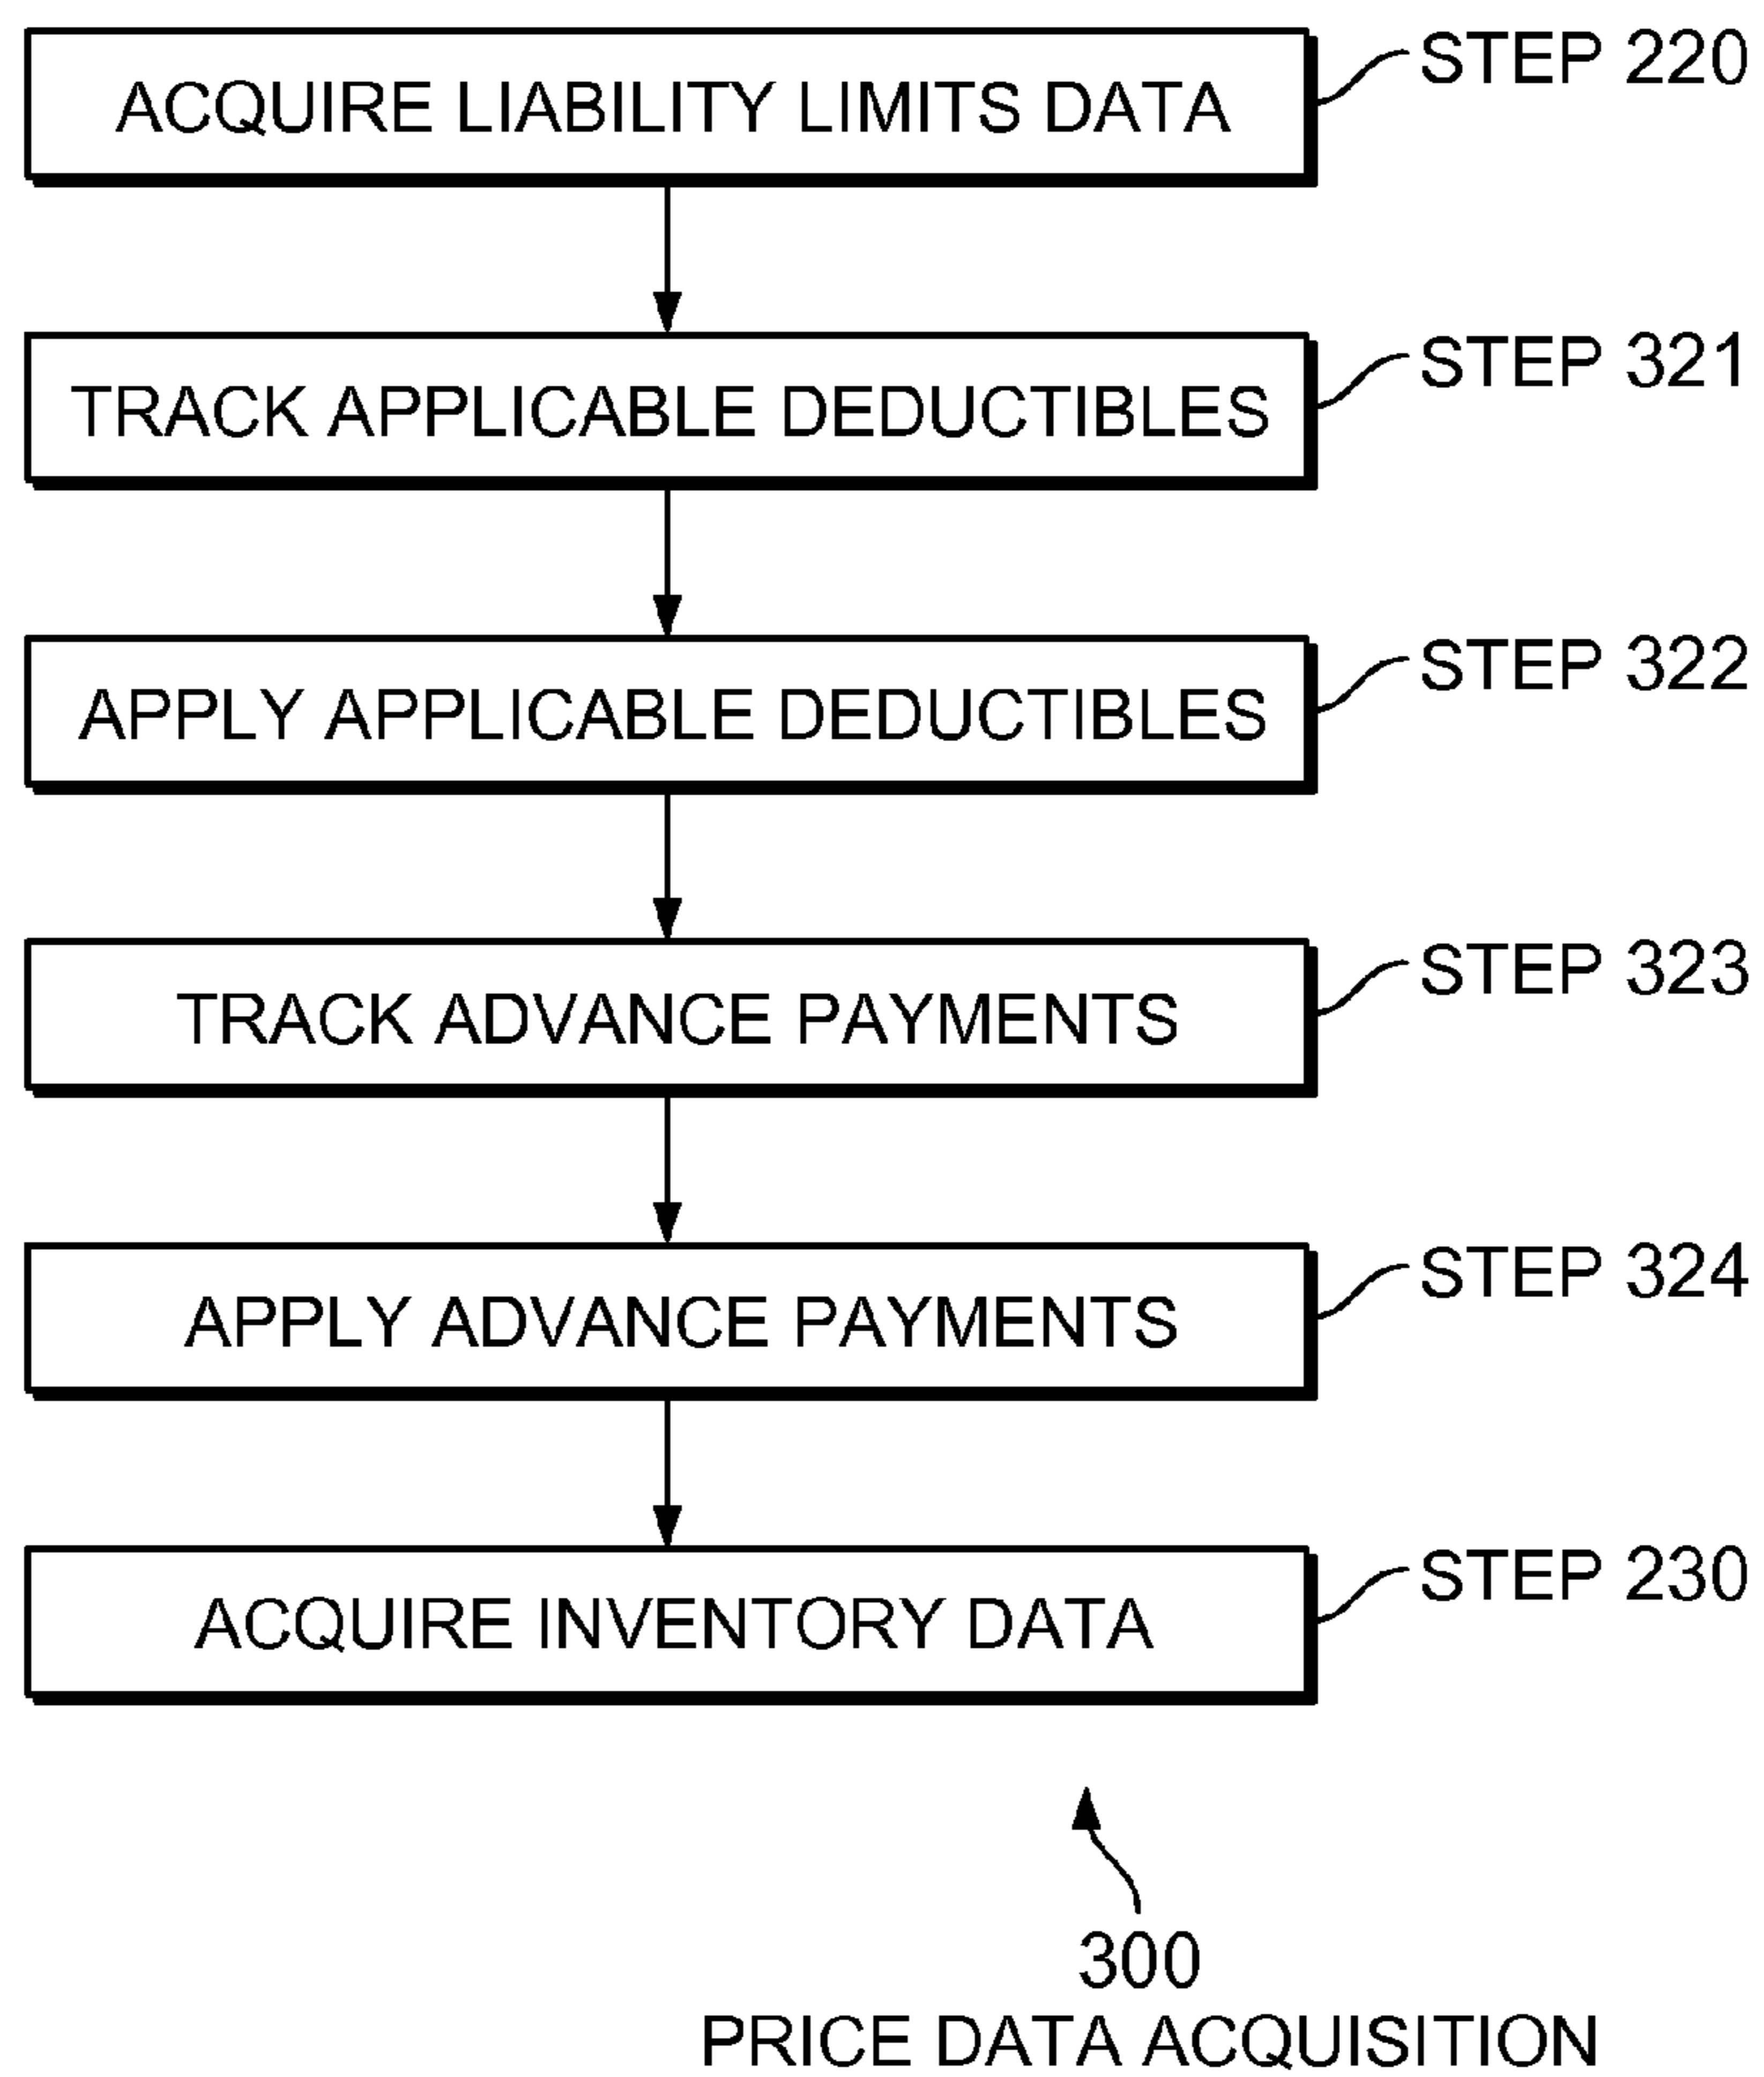 ACQUIRE LIABILITY LIMITS DATA
STEP 220
TRACK APPLICABLE DEDUCTIBLES
STEP 321
APPLY APPLICABLE DEDUCTIBLES
STEP 322
TRACK ADVANCE PAYMENTS
STEP 323
APPLY ADVANCE PAYMENTS
STEP 324
ACQUIRE INVENTORY DATA
STEP 230
300
PRICE DATA ACQUISITION